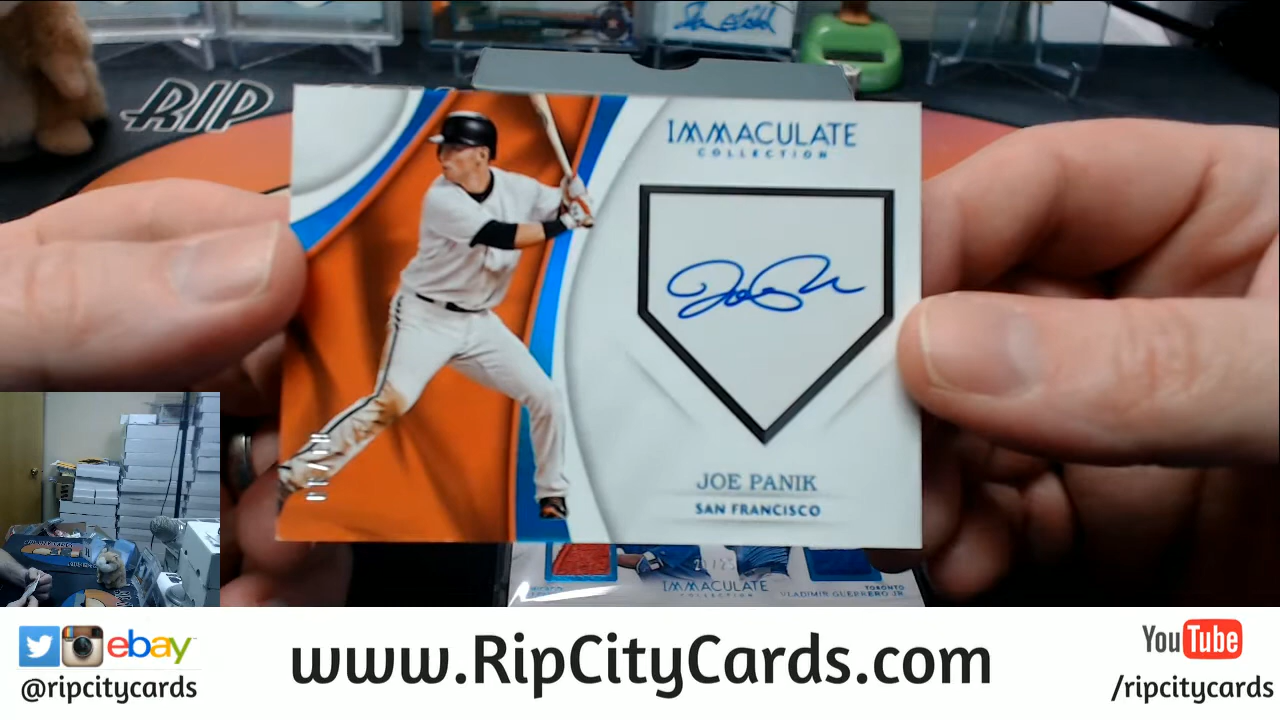 RIP
IMMACULATE
COLLECTION
JOE PANIK
SAN FRANCISCO
IMMACULATE
COLLECTION
TORONTO
VLADIMIR GUERRERO JR.
ebay
@ripcitycards
www.RipCityCards.com
YouTube
/ripcitycards